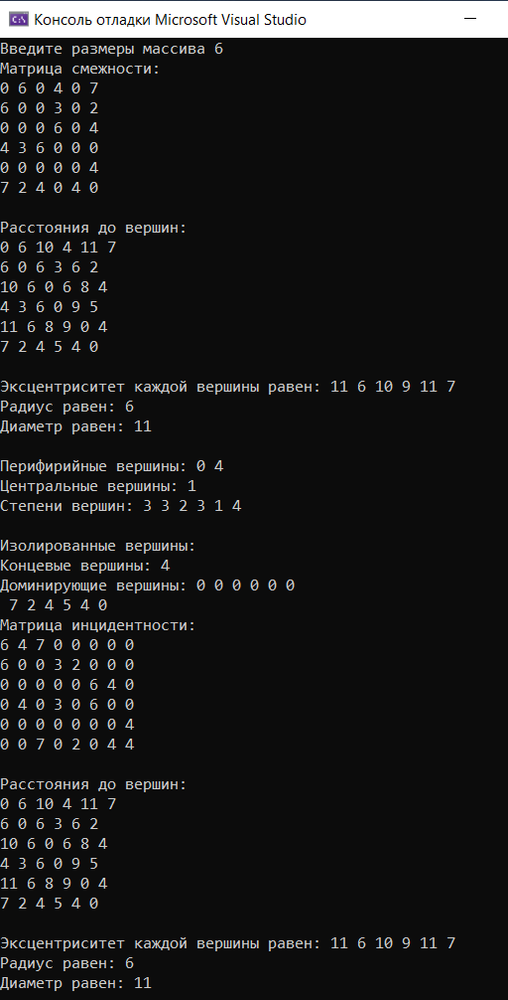 Консоль отладки Microsoft Visual Studio
Введите размеры массива 6
Матрица смежности:
0 6 0 4 0 7
6 0 0 3 0 2
0 0 0 6 0 4
4 3 6 0 0 0
0 0 0 0 0 4
7 2 4 0 4 0
Расстояния до вершин:
0 6 10 4 11 7
6 0 6 3 6 2
10 6 0 6 8 4
4 3 6 0 9 5
11 6 8 9 0 4
7 2 4 5 4 0
Эксцентриситет каждой вершины равен: 11 6 10 9 11 7
Радиус равен: 6
Диаметр равен: 11
Перифирийные вершины: 0 4
Центральные вершины: 1
Степени вершин: 3 3 2 3 1 4
Изолированные вершины:
Концевые вершины: 4
Доминирующие вершины: 0 0 0 0 0 0
7 2 4 5 4 0
Матрица инцидентности:
6 4 7 0 0 0 0 0
6 0 0 3 2 0 0 0
0 0 0 0 0 6 4 0
0 4 0 3 0 6 0 0
0 0 0 0 0 0 0 4
0 0 7 0 2 0 4 4
Расстояния до вершин:
0 6 10 4 11 7
6 0 6 3 6 2
10 6 0 6 8 4
4 3 6 0 9 5
11 6 8 9 0 4
7 2 4 5 4 0
Эксцентриситет каждой вершины равен: 11 6 10 9 11 7
Радиус равен: 6
Диаметр равен: 11